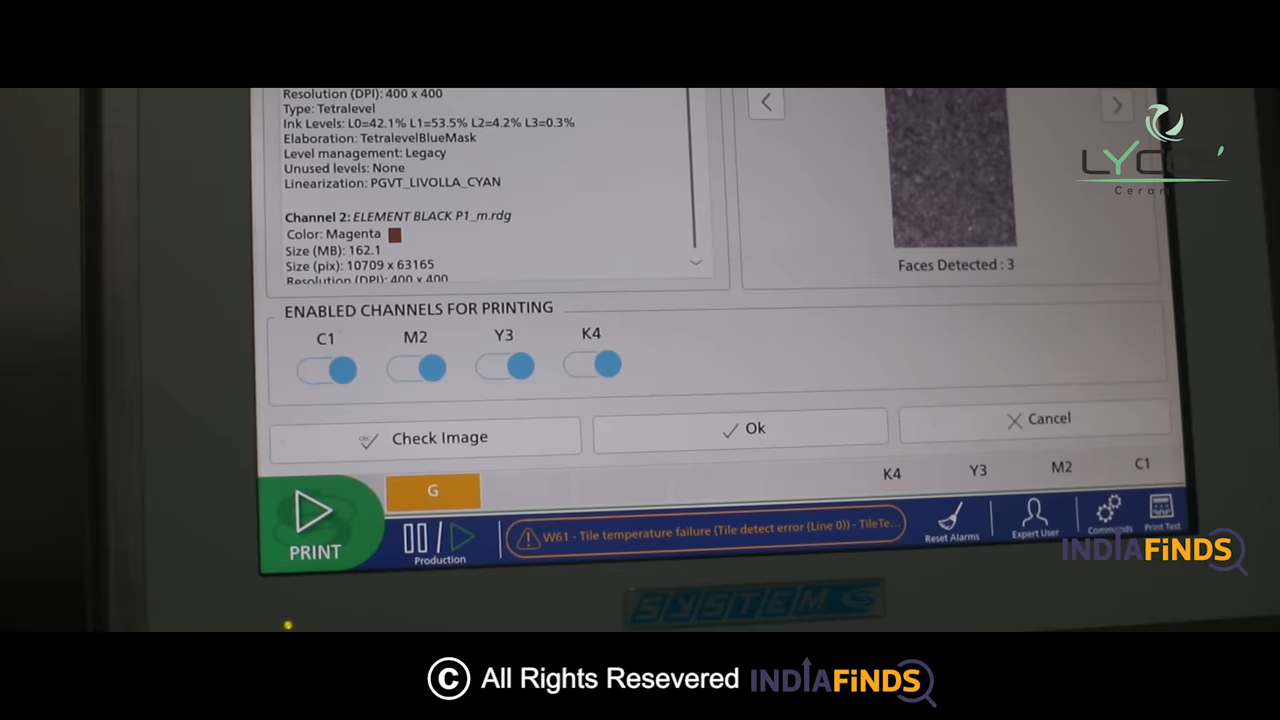 Resolution (DPI): 400 x 400
Type: Tetralevel
Ink Levels: L0=42.1% L1=53.5% L2=4.2% L3=0.3%
Elaboration: TetralevelBlueMask
Level management: Legacy
Unused levels: None
Linearization: PGVT_LIVOLLA_CYAN
Channel 2: ELEMENT BLACK P1_m.rdg
Color: Magenta
Size (MB): 162.1
Size (pix): 10709 x 63165
Resolution (DPI): 400 x 400
Faces Detected : 3
ENABLED CHANNELS FOR PRINTING
C1 M2 Y3 K4
Check Image
Ok
Cancel
G
K4 Y3 M2 C1
PRINT
Production
W61 - Tile temperature failure (Tile detect error (Line 0)) - TileTe...
Reset Alarms
Expert User
Commands
Print Test
SYSTEM
INDIAFiNDS
© All Rights Resevered INDIAFiNDS